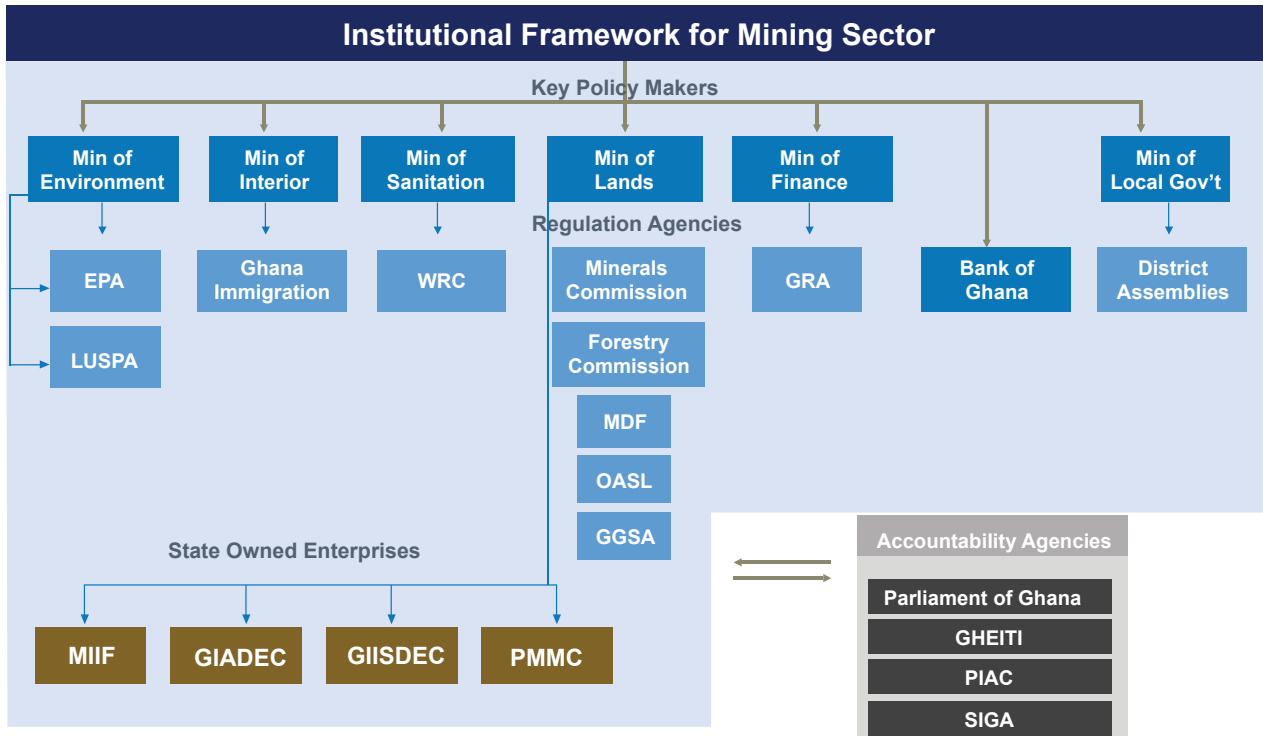 Institutional Framework for Mining Sector
Key Policy Makers
Min of
Environment
Min of
Interior
Min of
Sanitation
Min of
Lands
Min of
Finance
Min of
Local Gov't
Regulation Agencies
EPA
Ghana
Immigration
WRC
Minerals
Commission
GRA
Bank of
Ghana
District
Assemblies
LUSPA
Forestry
Commission
MDF
OASL
GGSA
State Owned Enterprises
MIIF
GIADEC
GIISDEC
PMMC
Accountability Agencies
Parliament of Ghana
GHEITI
PIAC
SIGA